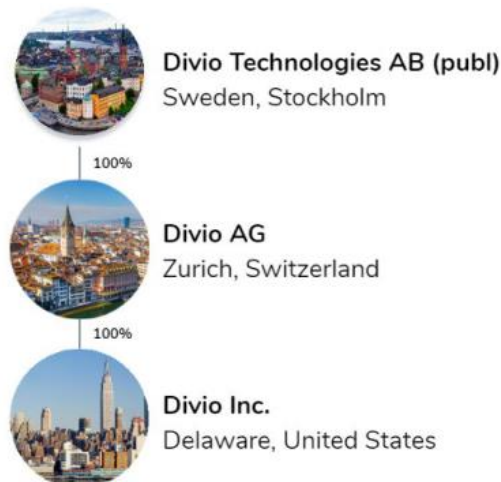 Divio Technologies AB (publ)
Sweden, Stockholm
100%
Divio AG
Zurich, Switzerland
100%
Divio Inc.
Delaware, United States